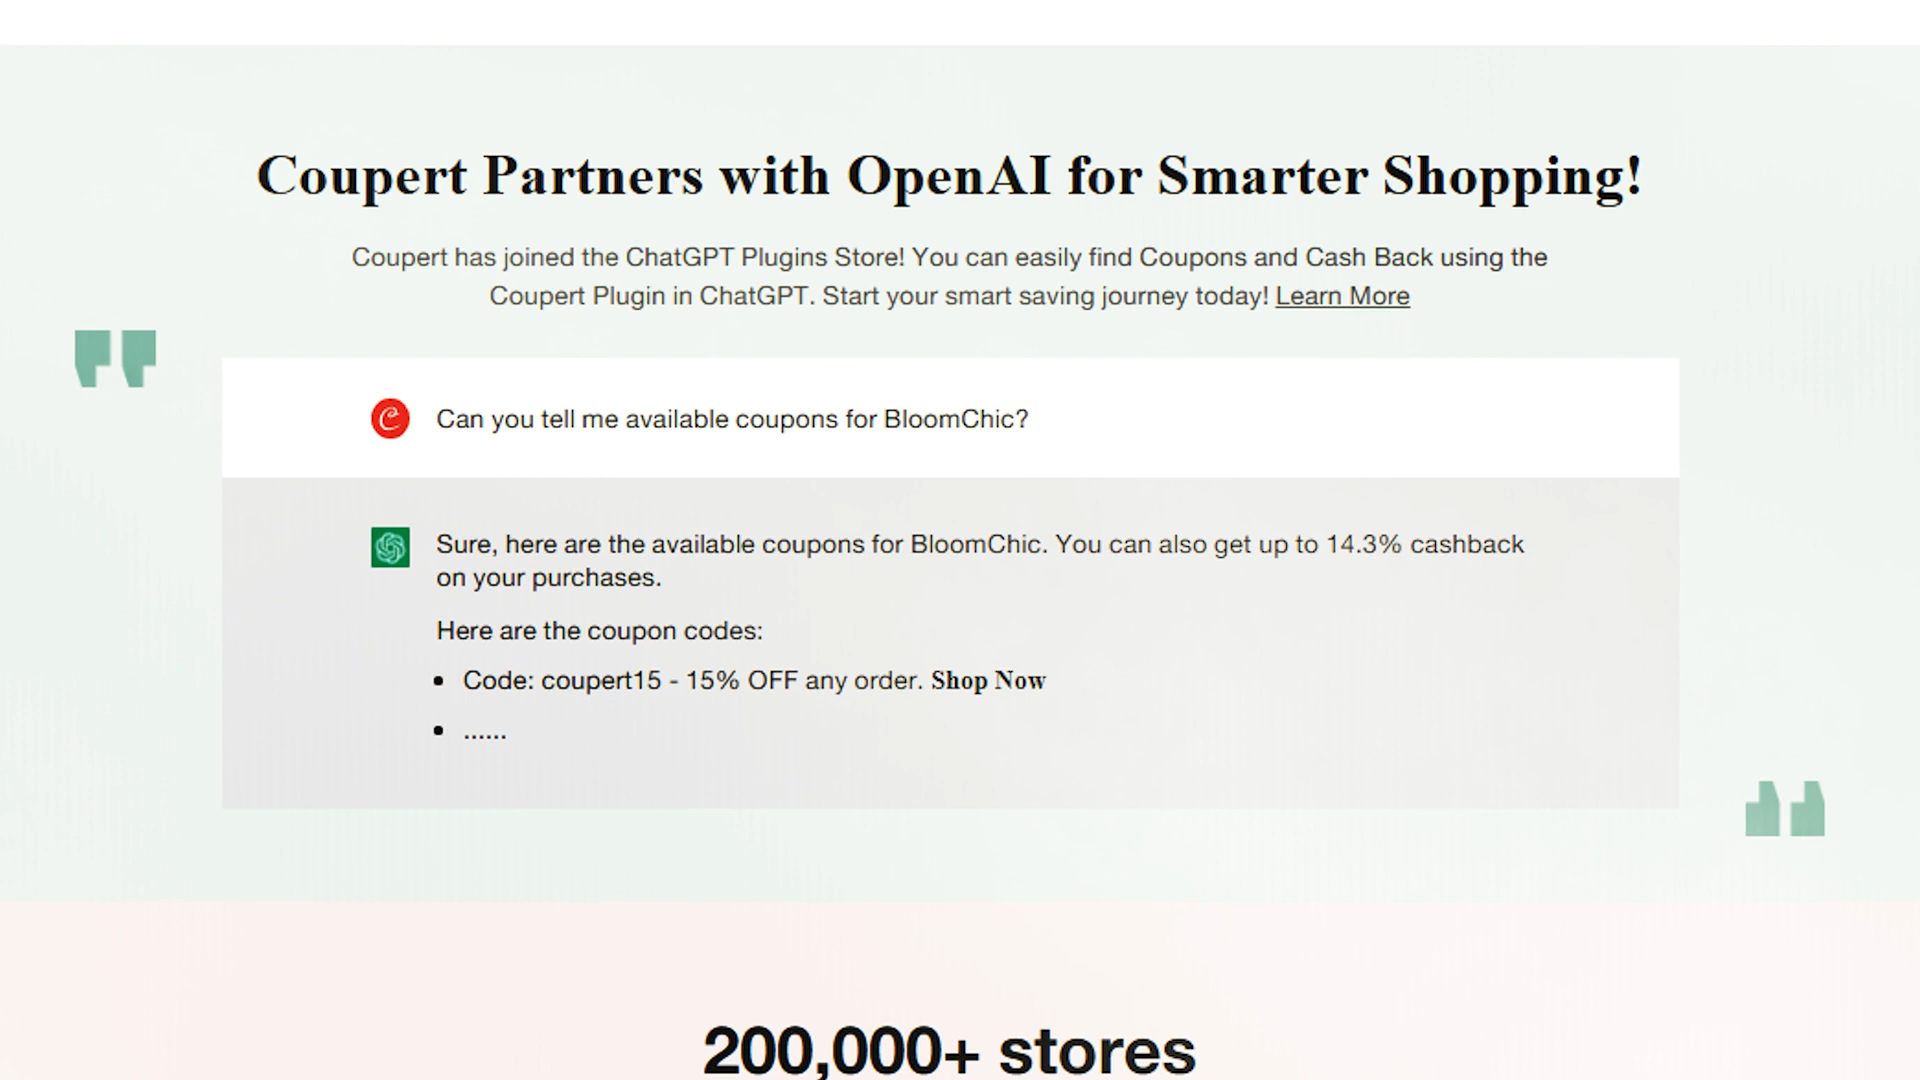 Coupert Partners with OpenAI for Smarter Shopping!
Coupert has joined the ChatGPT Plugins Store! You can easily find Coupons and Cash Back using the
Coupert Plugin in ChatGPT. Start your smart saving journey today! Learn More
Can you tell me available coupons for BloomChic?
Sure, here are the available coupons for BloomChic. You can also get up to 14.3% cashback
on your purchases.
Here are the coupon codes:
• Code: coupert15 - 15% OFF any order. Shop Now
• ......
200,000+ stores